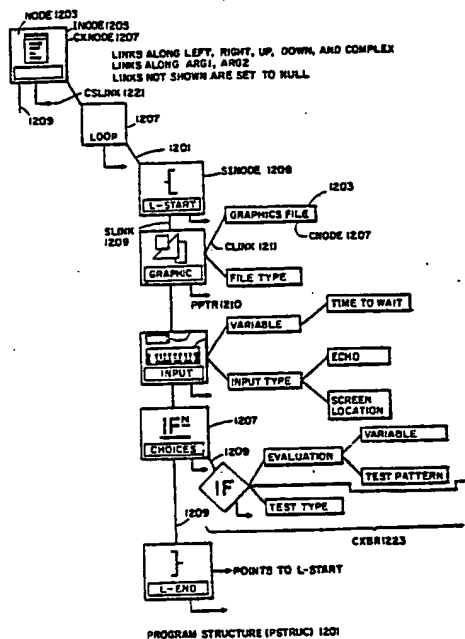 NODE 1203
INODE 1205
CXNODE 1207
LINKS ALONG LEFT, RIGHT, UP, DOWN, AND COMPLEX
LINKS ALONG ARG1, ARG2
LINKS NOT SHOWN ARE SET TO NULL
CSLINK 1221
1209
1207
LOOP
1201
SINODE 1208
L-START
1203
SLINK
1209
GRAPHICS FILE
CLINK 1211
CNODE 1207
GRAPHIC
FILE TYPE
PPTR 1210
TIME TO WAIT
VARIABLE
INPUT
INPUT TYPE
ECHO
SCREEN
LOCATION
1207
IF N
CHOICES
1209
VARIABLE
EVALUATION
IF
TEST PATTERN
TEST TYPE
1209
CXBR 1223
POINTS TO L-START
L-END
PROGRAM STRUCTURE (PSTRUC) 1201